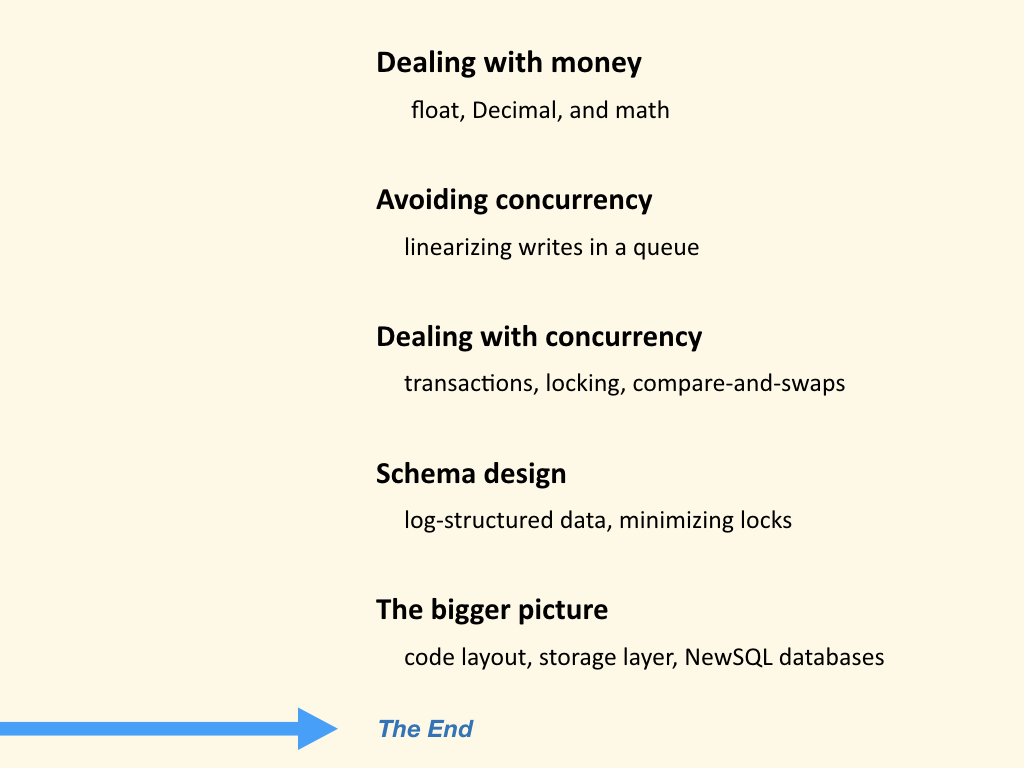 Dealing with money
float, Decimal, and math
Avoiding concurrency
linearizing writes in a queue
Dealing with concurrency
transactions, locking, compare-and-swaps
Schema design
log-structured data, minimizing locks
The bigger picture
code layout, storage layer, NewSQL databases
The End